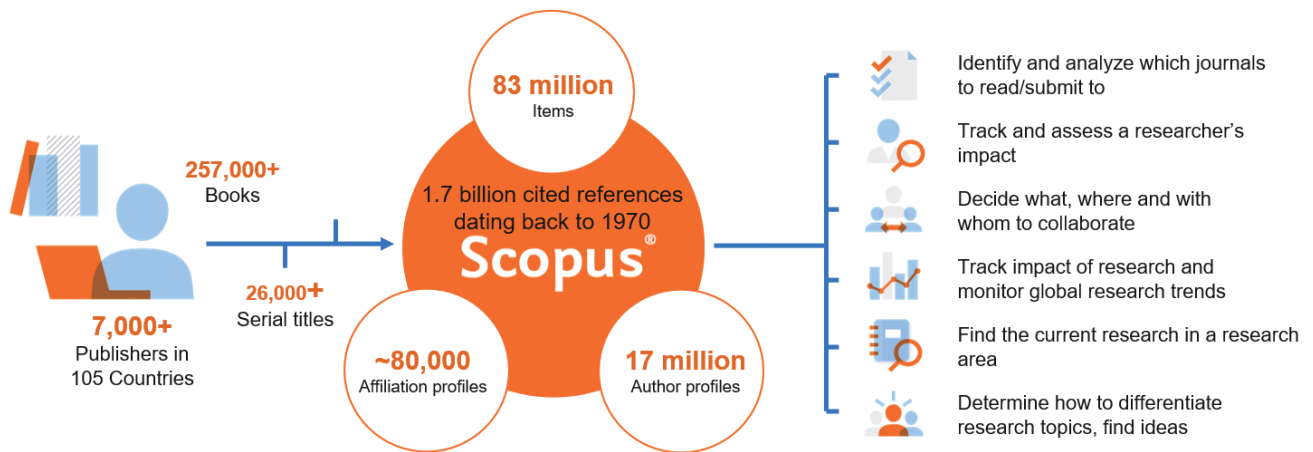 257,000+
Books
26,000+
Serial titles
7,000+
Publishers in
105 Countries
83 million
Items
1.7 billion cited references
dating back to 1970
Scopus®
~80,000
Affiliation profiles
17 million
Author profiles
Identify and analyze which journals
to read/submit to
Track and assess a researcher's
impact
Decide what, where and with
whom to collaborate
Track impact of research and
monitor global research trends
Find the current research in a research
area
Determine how to differentiate
research topics, find ideas